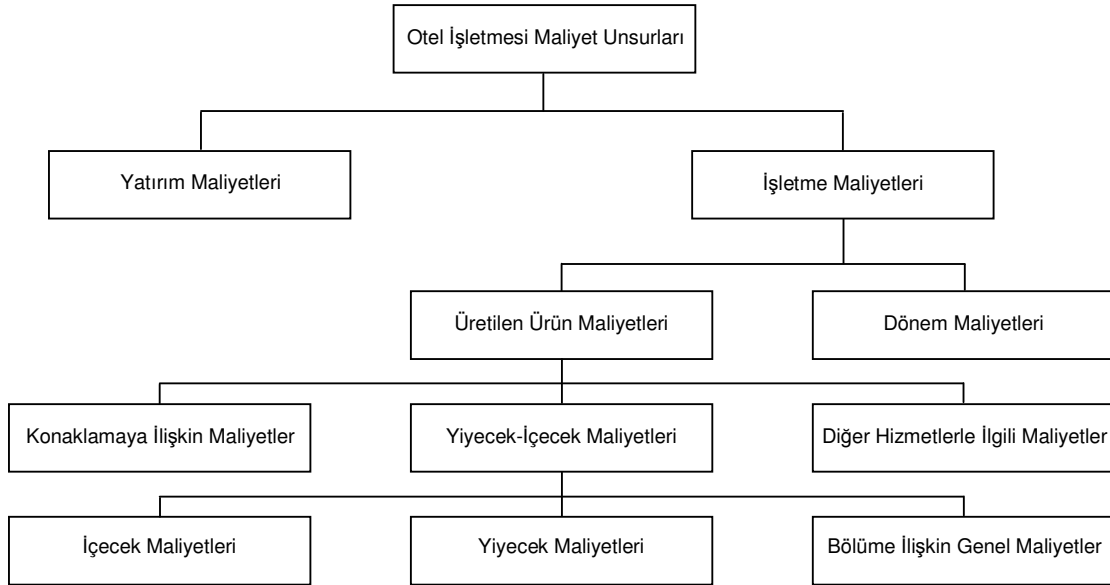 Otel İşletmesi Maliyet Unsurları
Yatırım Maliyetleri
İşletme Maliyetleri
Üretilen Ürün Maliyetleri
Dönem Maliyetleri
Konaklamaya İlişkin Maliyetler
Yiyecek-İçecek Maliyetleri
Diğer Hizmetlerle İlgili Maliyetler
İçecek Maliyetleri
Yiyecek Maliyetleri
Bölüme İlişkin Genel Maliyetler